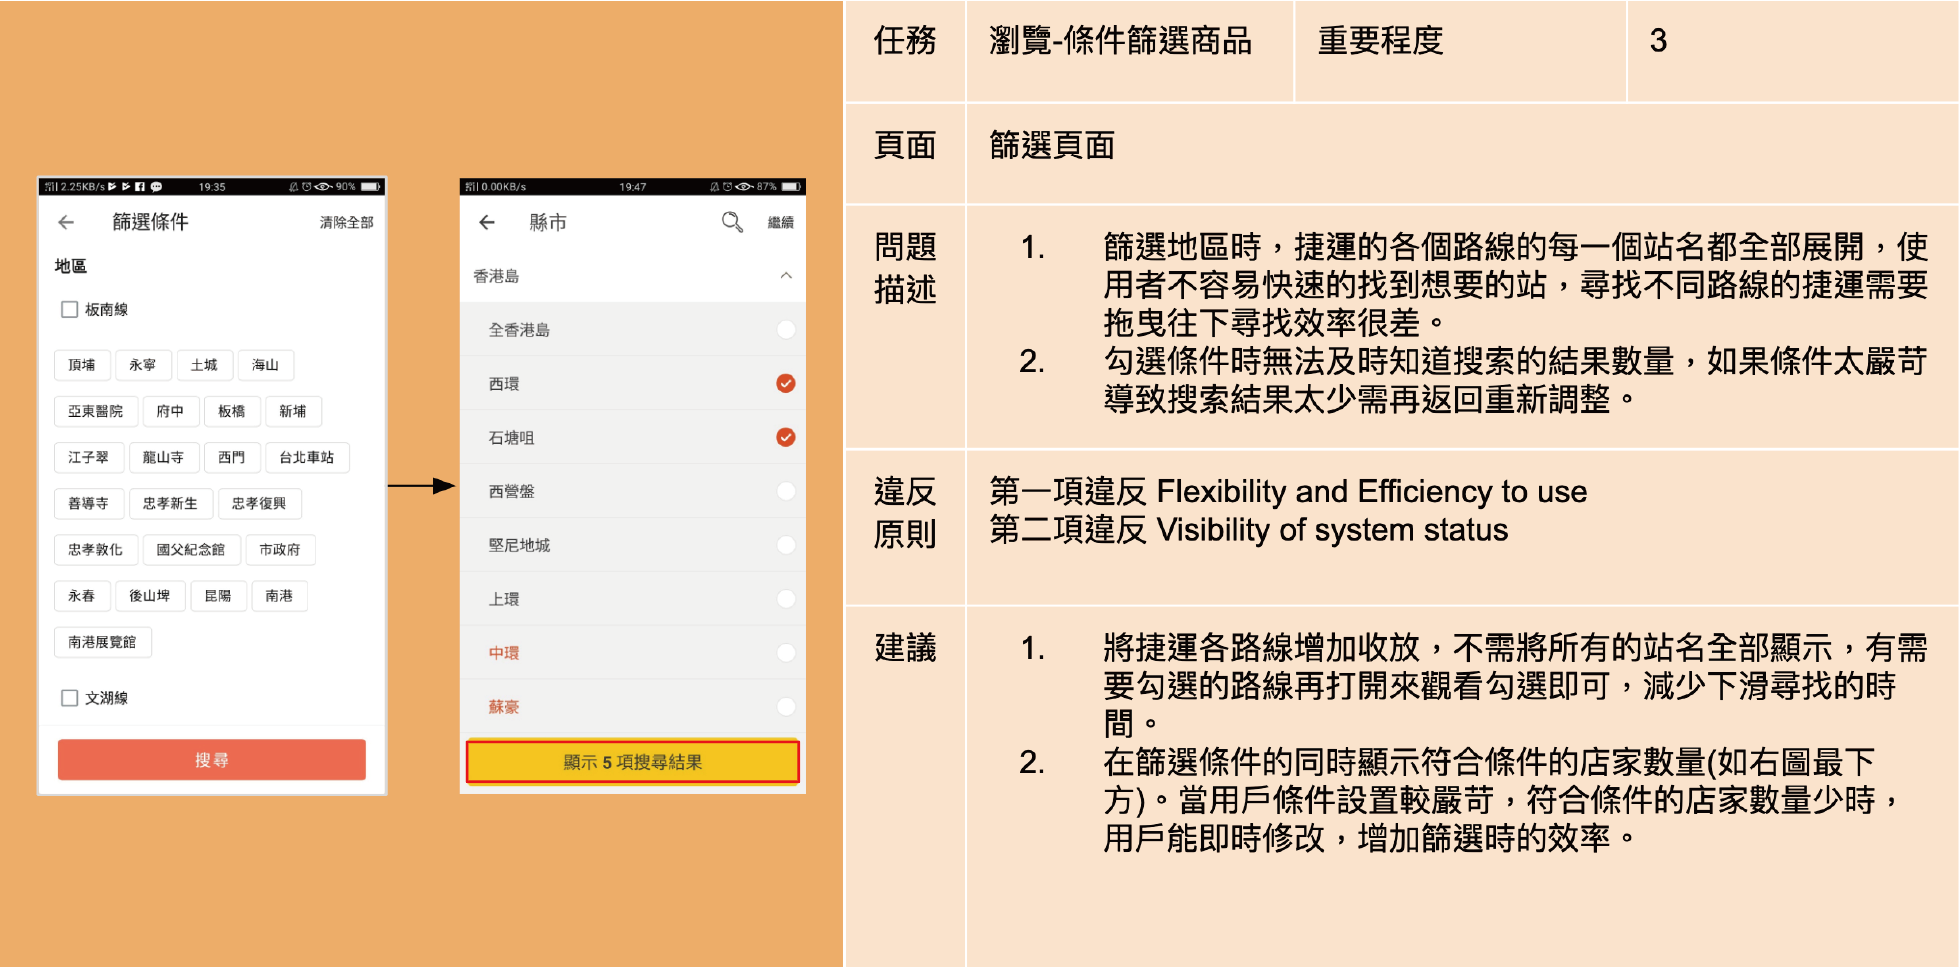 2.25KB/s 19:35 90%
篩選條件 清除全部
地區
板南線
頂埔 永寧 土城 海山
亞東醫院 府中 板橋 新埔
江子翠 龍山寺 西門 台北車站
善導寺 忠孝新生 忠孝復興
忠孝敦化 國父紀念館 市政府
永春 後山埤 昆陽 南港
南港展覽館
文湖線
搜尋
0.00KB/s 19:47 87%
縣市 繼續
香港島
全香港島
西環
石塘咀
西營盤
堅尼地城
上環
中環
蘇豪
顯示 5 項搜尋結果
任務 瀏覽-條件篩選商品 重要程度 3
頁面 篩選頁面
問題
描述
1. 篩選地區時，捷運的各個路線的每一個站名都全部展開，使
用者不容易快速的找到想要的站，尋找不同路線的捷運需要
拖曳往下尋找效率很差。
2. 勾選條件時無法及時知道搜索的結果數量，如果條件太嚴苛
導致搜索結果太少需再返回重新調整。
違反
原則
第一項違反 Flexibility and Efficiency to use
第二項違反 Visibility of system status
建議
1. 將捷運各路線增加收放，不需將所有的站名全部顯示，有需
要勾選的路線再打開來觀看勾選即可，減少下滑尋找的時
間。
2. 在篩選條件的同時顯示符合條件的店家數量(如右圖最下
方)。當用戶條件設置較嚴苛，符合條件的店家數量少時，
用戶能即時修改，增加篩選時的效率。